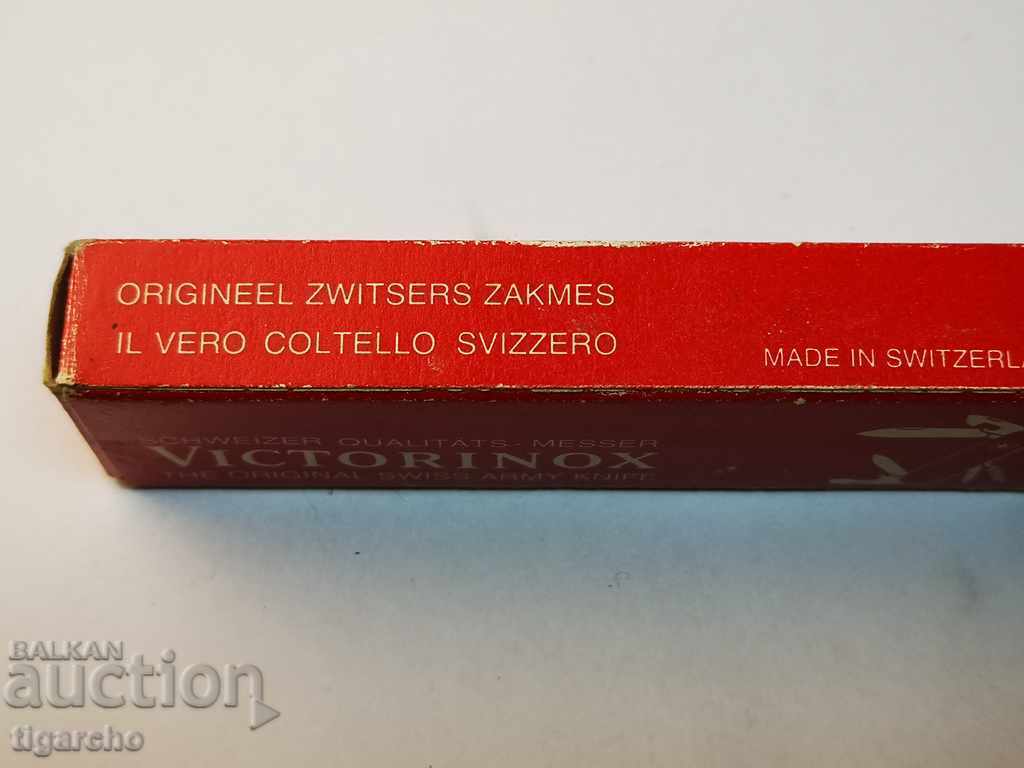 ORIGINEEL ZWITSERS ZAKMES
IL VERO COLTELLO SVIZZERO
MADE IN SWITZERLA
SCHWEIZER QUALITÄTS-MESSER
VICTORINOX
THE ORIGINAL SWISS ARMY KNIFE
BALKAN
auction
tigarcho